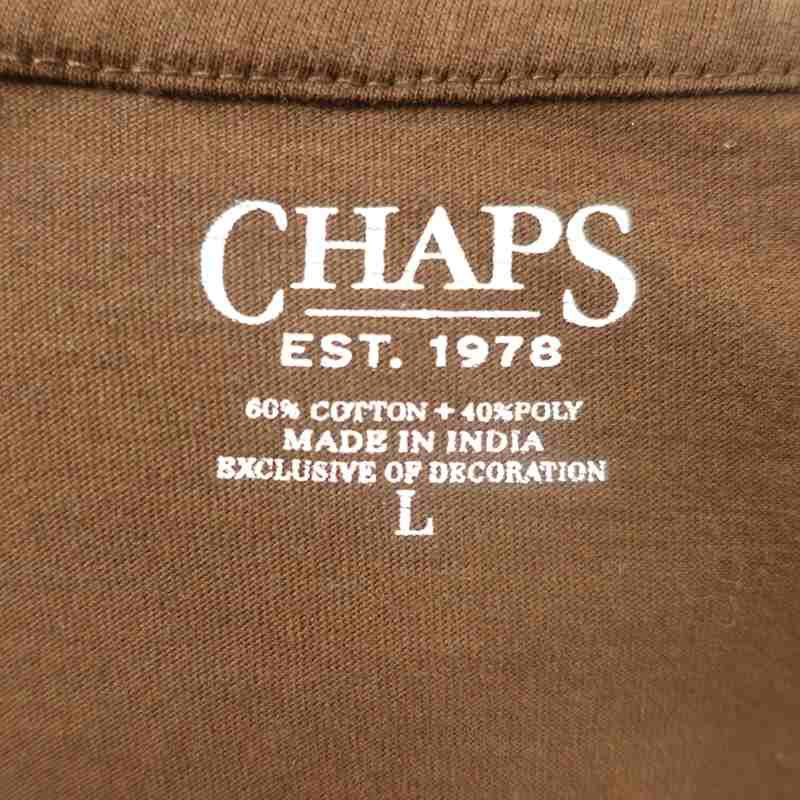 CHAPS
EST. 1978
60% COTTON + 40%POLY
MADE IN INDIA
EXCLUSIVE OF DECORATION
L